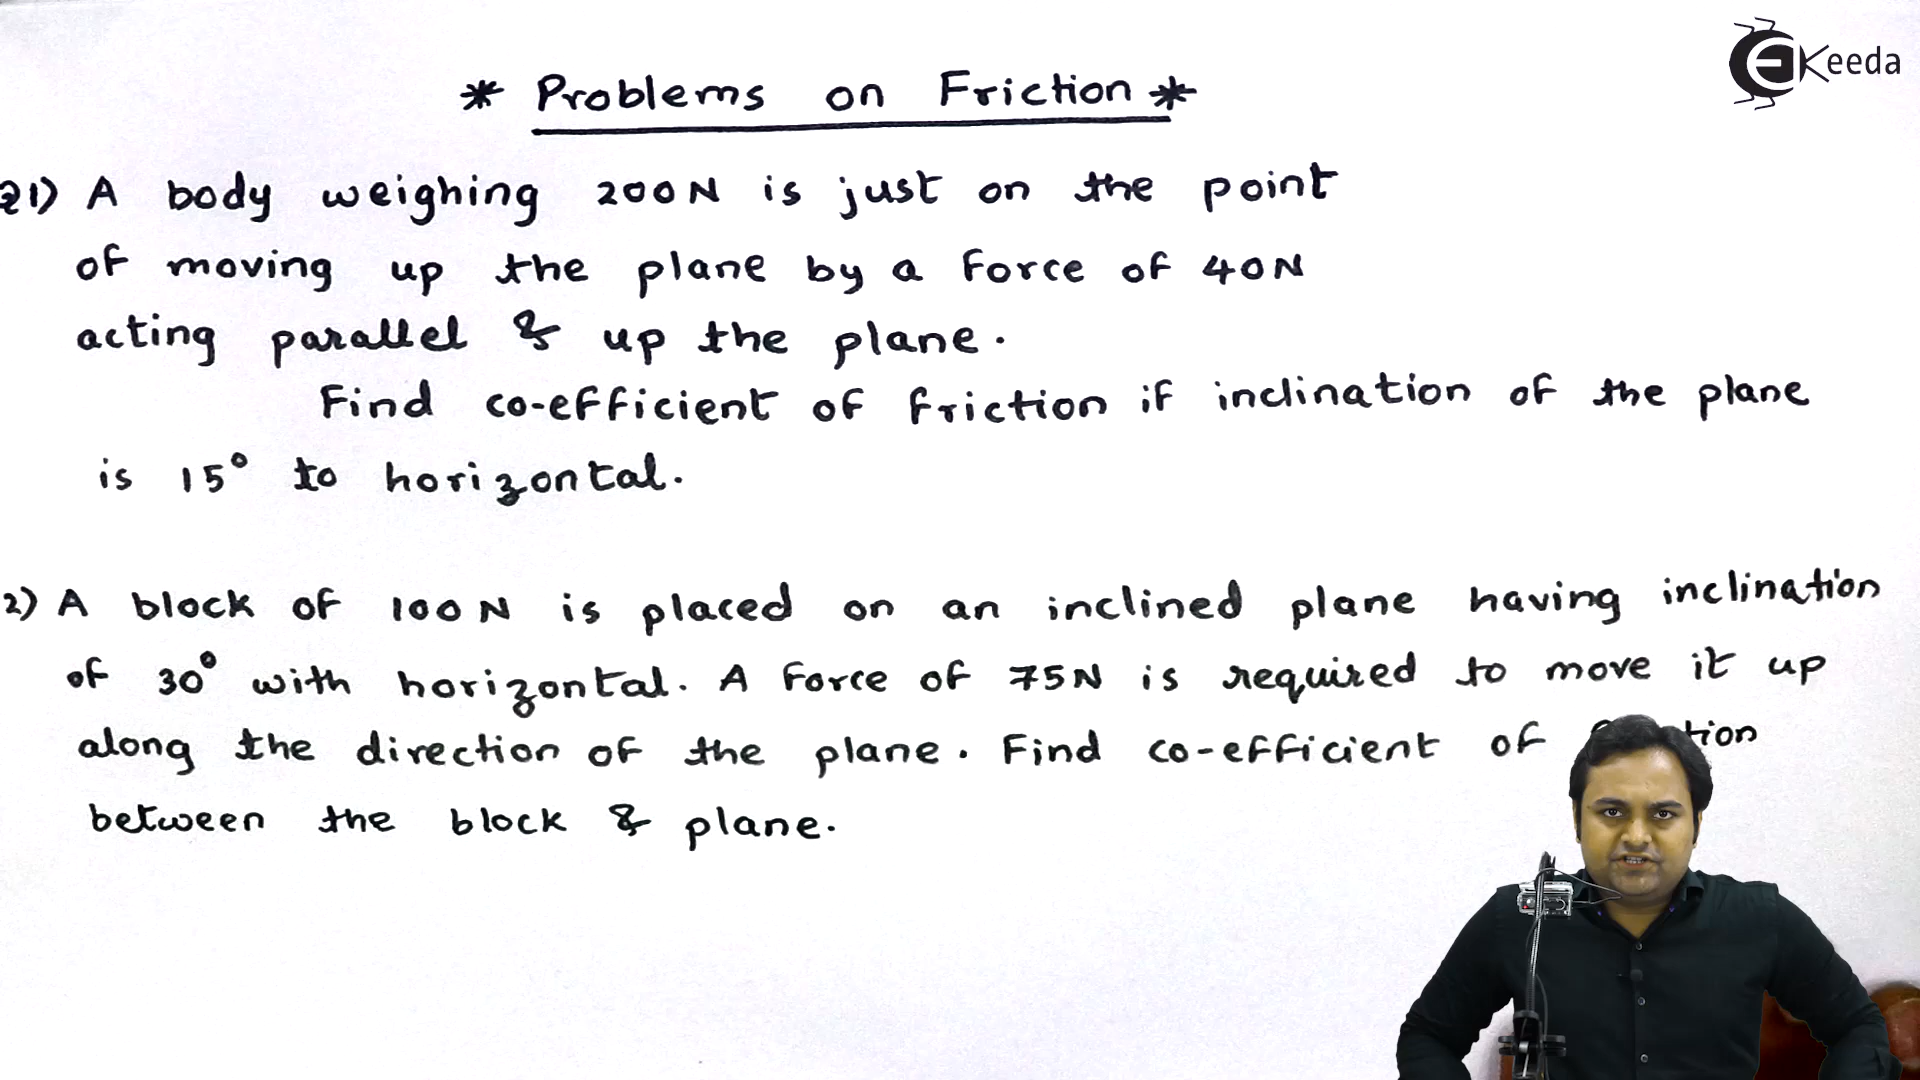 EKeeda
* Problems on Friction *
Q1) A body weighing 200N is just on the point
of moving up the plane by a force of 40N
acting parallel & up the plane.
Find co-efficient of friction if inclination of the plane
is 15° to horizontal.
2) A block of 100N is placed on an inclined plane having inclination
of 30° with horizontal. A force of 75N is required to move it up
along the direction of the plane. Find co-efficient of
between the block & plane.